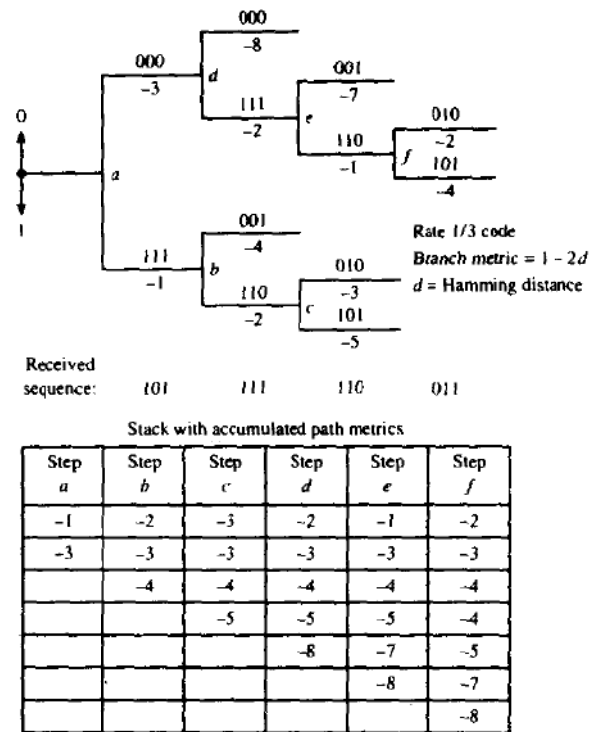 000
-8
000
-3
d
001
-7
111
-2
e
010
-2
110
-1
f
101
-4
0
a
1
001
-4
111
-1
b
010
-3
110
-2
c
101
-5
Rate 1/3 code
Branch metric = 1 - 2d
d = Hamming distance
Received
sequence: 101 111 110 011
Stack with accumulated path metrics
Step Step Step Step Step Step
a b c d e f
-1 -2 -3 -2 -1 -2
-3 -3 -3 -3 -3 -3
-4 -4 -4 -4 -4
-5 -5 -5 -4
-8 -7 -5
-8 -7
-8